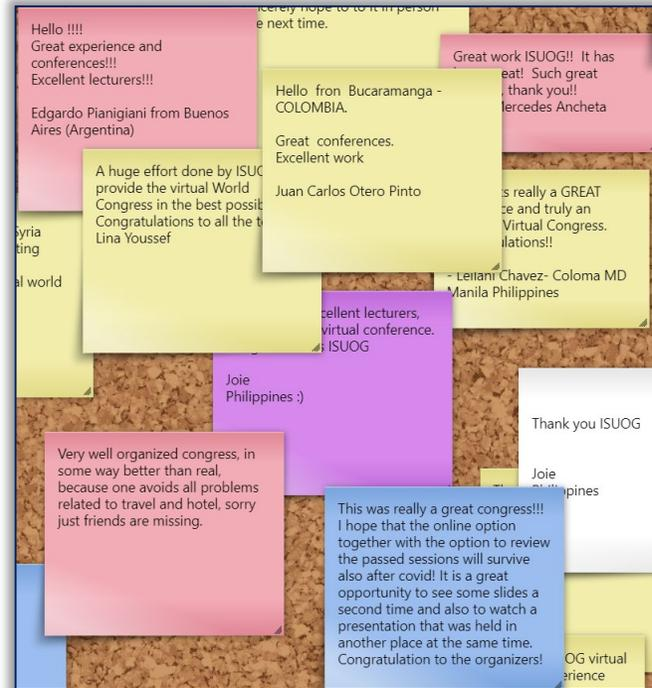 to it in person
e next time.
Hello !!!!
Great experience and
conferences!!!
Excellent lecturers!!!
Edgardo Pianigiani from Buenos
Aires (Argentina)
Great work ISUOG!! It has
eat! Such great
, thank you!!
Mercedes Ancheta
Hello fron Bucaramanga -
COLOMBIA.
Great conferences.
Excellent work
Juan Carlos Otero Pinto
A huge effort done by ISUO
provide the virtual World
Congress in the best possib
Congratulations to all the t
Lina Youssef
s really a GREAT
ce and truly an
Virtual Congress.
ulations!!
- Leilani Chavez- Coloma MD
Manila Philippines
Syria
ting
al world
cellent lecturers,
virtual conference.
ISUOG
Joie
Philippines :)
Thank you ISUOG
Joie
Philippines
Very well organized congress, in
some way better than real,
because one avoids all problems
related to travel and hotel, sorry
just friends are missing.
This was really a great congress!!!
I hope that the online option
together with the option to review
the passed sessions will survive
also after covid! It is a great
opportunity to see some slides a
second time and also to watch a
presentation that was held in
another place at the same time.
Congratulation to the organizers!
OG virtual
erience